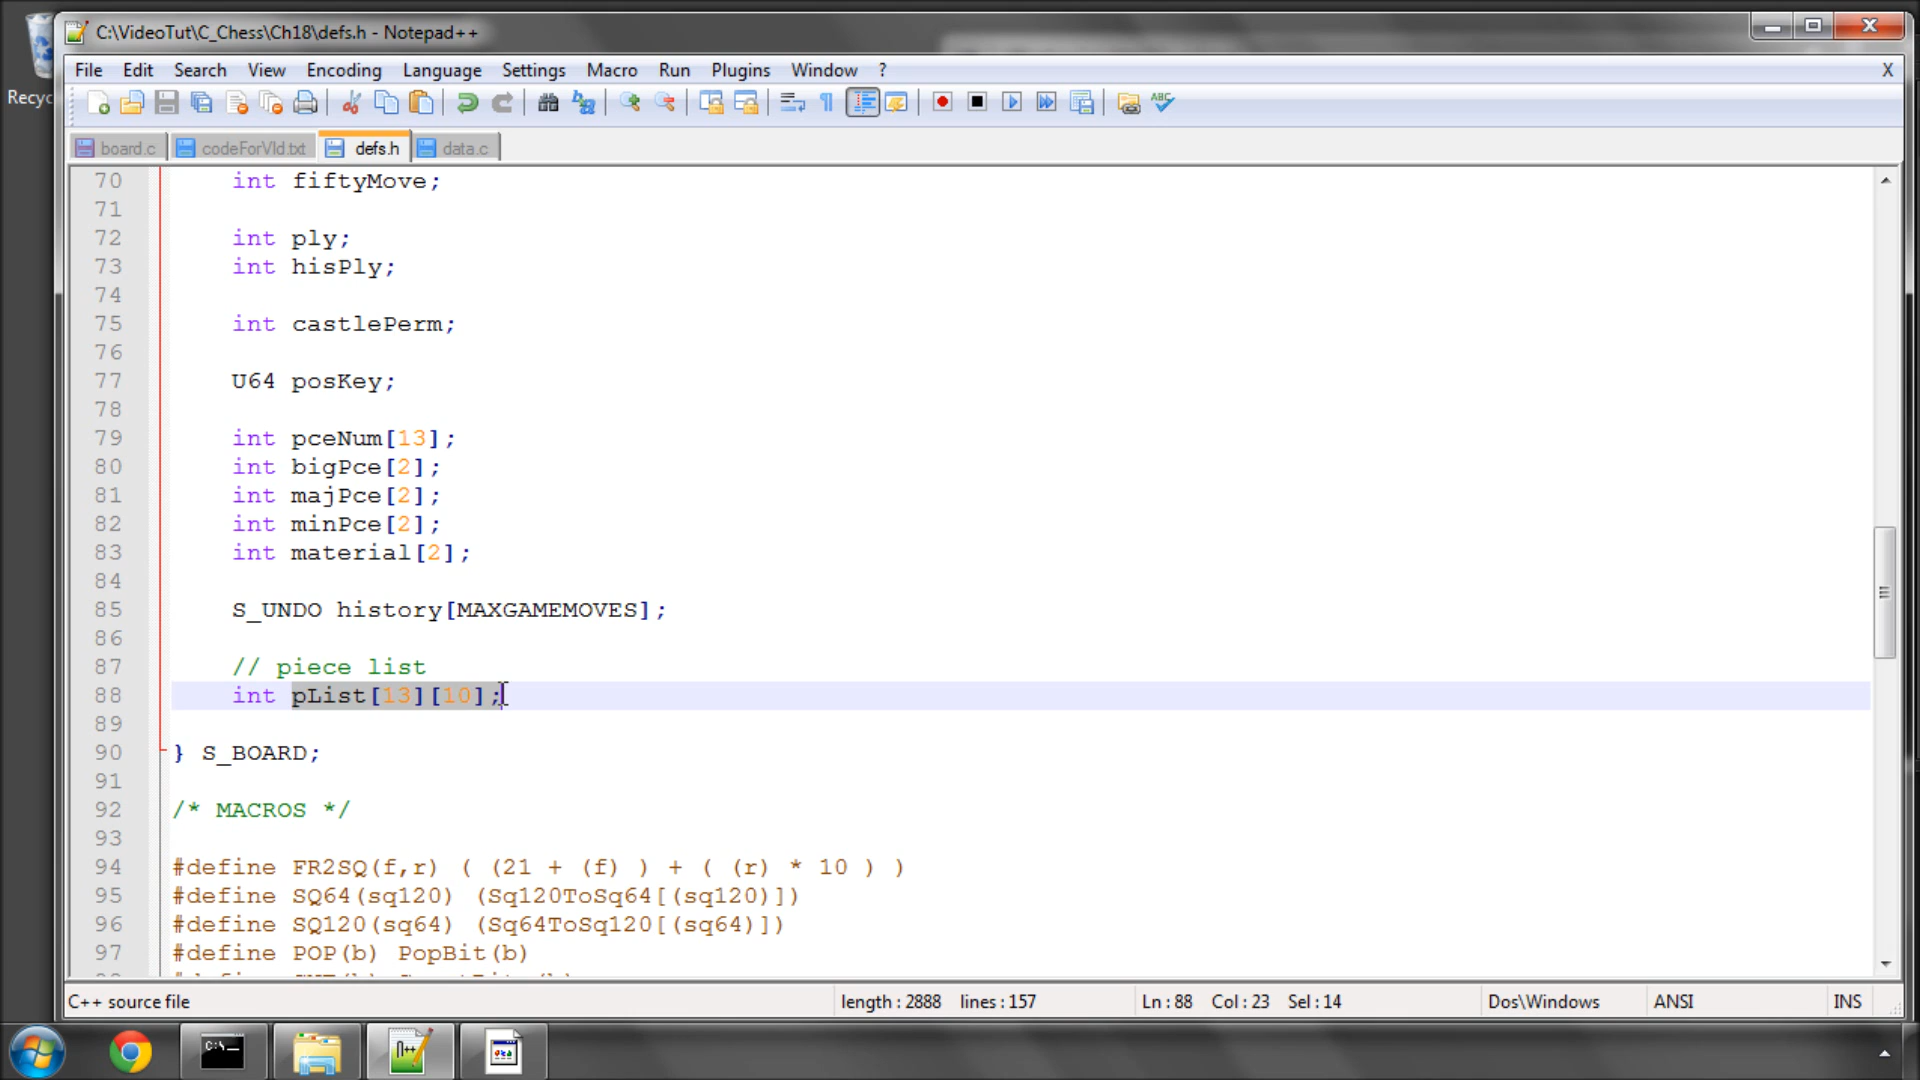 C:\VideoTut\C_Chess\Ch18\defs.h - Notepad++
Recyc
File Edit Search View Encoding Language Settings Macro Run Plugins Window ? X
board.c codeForVId.txt defs.h data.c
70 int fiftyMove;
71
72 int ply;
73 int hisPly;
74
75 int castlePerm;
76
77 U64 posKey;
78
79 int pceNum[13];
80 int bigPce[2];
81 int majPce[2];
82 int minPce[2];
83 int material[2];
84
85 S_UNDO history[MAXGAMEMOVES];
86
87 // piece list
88 int pList[13][10];
89
90 } S_BOARD;
91
92 /* MACROS */
93
94 #define FR2SQ(f,r) ( (21 + (f) ) + ( (r) * 10 ) )
95 #define SQ64(sq120) (Sq120ToSq64[(sq120)])
96 #define SQ120(sq64) (Sq64ToSq120[(sq64)])
97 #define POP(b) PopBit(b)
C++ source file length : 2888 lines : 157 Ln : 88 Col : 23 Sel : 14 Dos\Windows ANSI INS